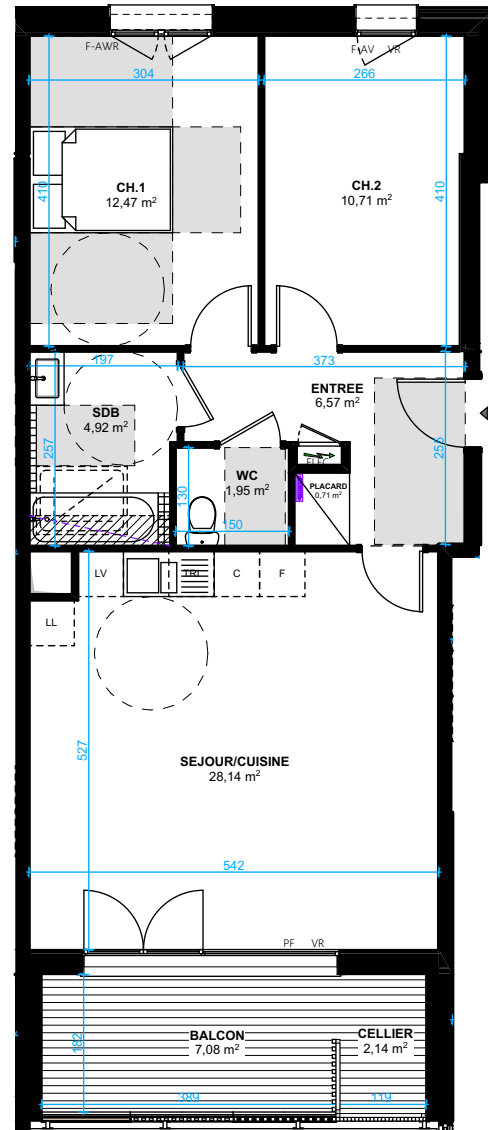 F-AWR
F-AV VR
304
266
410
CH.1
12,47 m²
CH.2
10,71 m²
410
197
373
ENTREE
6,57 m²
SDB
4,92 m²
257
255
WC
1,95 m²
130
150
ELEC
PLACARD
0,71 m²
LV
TRI
C
F
LL
527
SEJOUR/CUISINE
28,14 m²
542
PF VR
BALCON
7,08 m²
CELLIER
2,14 m²
182
389
119